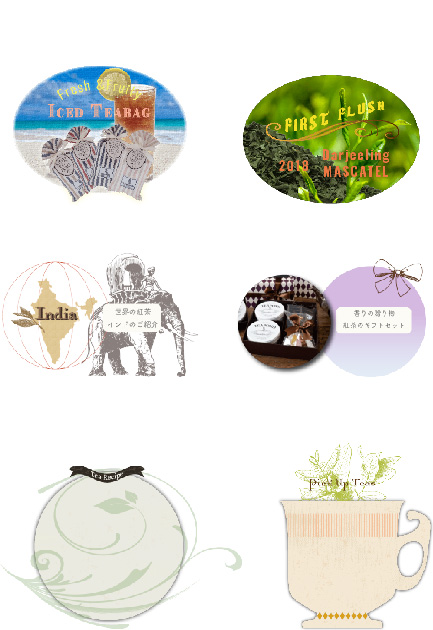 Fresh & Fruity
ICED TEABAG
FIRST FLUSH
2013 Darjeeling
MASCATEL
India
世界の紅茶
インドのご紹介
香りの贈り物
紅茶のギフトセット
Tea Recipe
Pick Up Teas